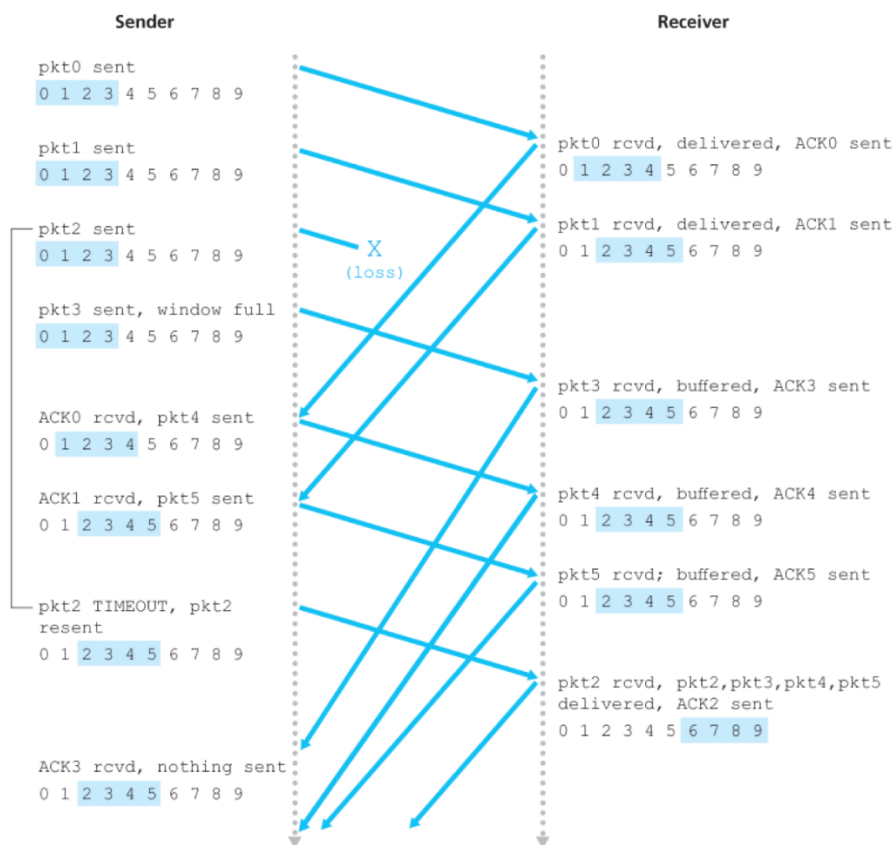 Sender
Receiver
pkt0 sent
0 1 2 3 4 5 6 7 8 9
pkt0 rcvd, delivered, ACK0 sent
0 1 2 3 4 5 6 7 8 9
pkt1 sent
0 1 2 3 4 5 6 7 8 9
pkt1 rcvd, delivered, ACK1 sent
0 1 2 3 4 5 6 7 8 9
pkt2 sent
0 1 2 3 4 5 6 7 8 9
X
(loss)
pkt3 sent, window full
0 1 2 3 4 5 6 7 8 9
pkt3 rcvd, buffered, ACK3 sent
0 1 2 3 4 5 6 7 8 9
ACK0 rcvd, pkt4 sent
0 1 2 3 4 5 6 7 8 9
pkt4 rcvd, buffered, ACK4 sent
0 1 2 3 4 5 6 7 8 9
ACK1 rcvd, pkt5 sent
0 1 2 3 4 5 6 7 8 9
pkt5 rcvd; buffered, ACK5 sent
0 1 2 3 4 5 6 7 8 9
pkt2 TIMEOUT, pkt2
resent
0 1 2 3 4 5 6 7 8 9
pkt2 rcvd, pkt2,pkt3,pkt4,pkt5
delivered, ACK2 sent
0 1 2 3 4 5 6 7 8 9
ACK3 rcvd, nothing sent
0 1 2 3 4 5 6 7 8 9